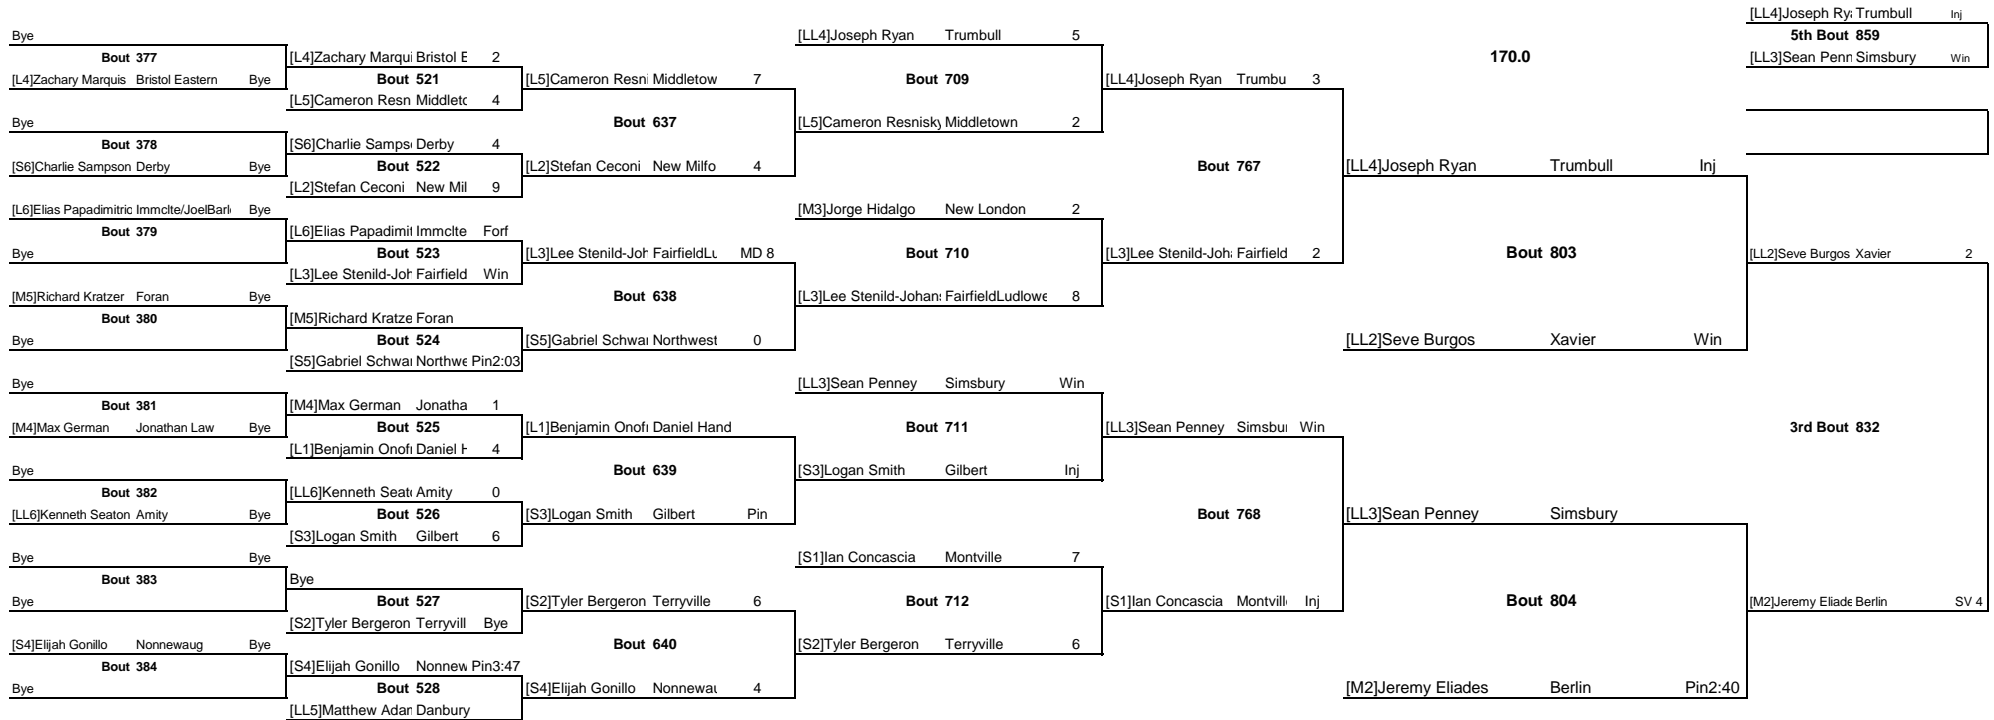 [LL4]Joseph Ry Trumbull Inj
Bye [LL4]Joseph Ryan Trumbull 5 5th Bout 859
Bout 377 [L4]Zachary Marqui Bristol E 2 170.0 [LL3]Sean Penn Simsbury Win
[L4]Zachary Marquis Bristol Eastern Bye Bout 521 [L5]Cameron Resni Middletow 7 Bout 709 [LL4]Joseph Ryan Trumbu 3
[L5]Cameron Resn Middletc 4
Bye Bout 637 [L5]Cameron Resnisky Middletown 2
Bout 378 [S6]Charlie Samps Derby 4
[S6]Charlie Sampson Derby Bye Bout 522 [L2]Stefan Ceconi New Milfo 4 Bout 767 [LL4]Joseph Ryan Trumbull Inj
[L2]Stefan Ceconi New Mil 9
[L6]Elias Papadimitric Immclte/JoelBarl Bye [M3]Jorge Hidalgo New London 2
Bout 379 [L6]Elias Papadimit Immclte Forf
Bye Bout 523 [L3]Lee Stenild-Joh FairfieldLu MD 8 Bout 710 [L3]Lee Stenild-Joh Fairfield 2 Bout 803 [LL2]Seve Burgos Xavier 2
[L3]Lee Stenild-Joh Fairfield Win
[M5]Richard Kratzer Foran Bye Bout 638 [L3]Lee Stenild-Johan FairfieldLudlowe 8
Bout 380 [M5]Richard Kratze Foran
Bye Bout 524 [S5]Gabriel Schwar Northwest 0 [LL2]Seve Burgos Xavier Win
[S5]Gabriel Schwar Northwe Pin2:03
Bye [LL3]Sean Penney Simsbury Win
Bout 381 [M4]Max German Jonatha 1
[M4]Max German Jonathan Law Bye Bout 525 [L1]Benjamin Onofr Daniel Hand Bout 711 [LL3]Sean Penney Simsbur Win 3rd Bout 832
[L1]Benjamin Onofr Daniel H 4
Bye Bout 639 [S3]Logan Smith Gilbert Inj
Bout 382 [LL6]Kenneth Seat Amity 0
[LL6]Kenneth Seaton Amity Bye Bout 526 [S3]Logan Smith Gilbert Pin Bout 768 [LL3]Sean Penney Simsbury
[S3]Logan Smith Gilbert 6
Bye Bye [S1]Ian Concascia Montville 7
Bout 383 Bye
Bye Bout 527 [S2]Tyler Bergeron Terryville 6 Bout 712 [S1]Ian Concascia Montvill Inj Bout 804 [M2]Jeremy Eliade Berlin SV 4
[S2]Tyler Bergeron Terryvill Bye
[S4]Elijah Gonillo Nonnewaug Bye Bout 640 [S2]Tyler Bergeron Terryville 6
Bout 384 [S4]Elijah Gonillo Nonnew Pin3:47
Bye Bout 528 [S4]Elijah Gonillo Nonnewau 4 [M2]Jeremy Eliades Berlin Pin2:40
[LL5]Matthew Adar Danbury